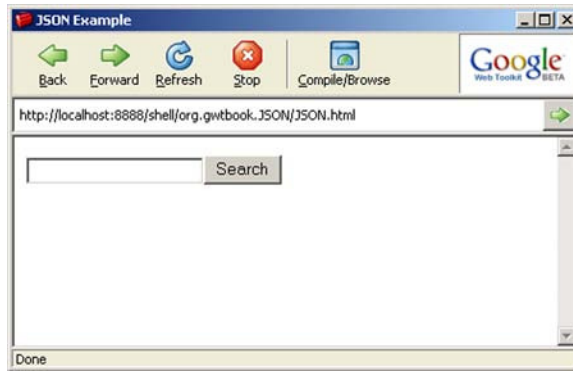 JSON Example
Back Forward Refresh Stop Compile/Browse
Google
Web Toolkit BETA
http://localhost:8888/shell/org.gwtbook.JSON/JSON.html
Search
Done